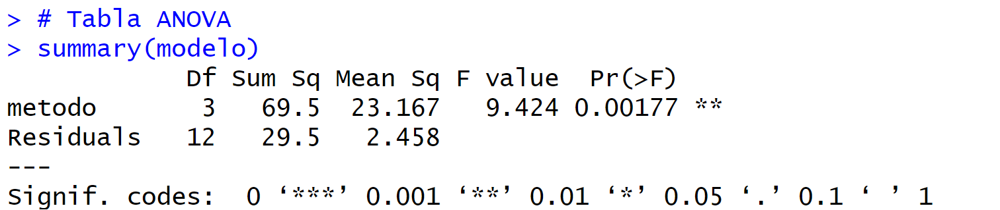 > # Tabla ANOVA
> summary(modelo)
            Df Sum Sq Mean Sq F value  Pr(>F)
metodo       3   69.5  23.167   9.424 0.00177 **
Residuals   12   29.5   2.458
---
Signif. codes:  0 ‘***’ 0.001 ‘**’ 0.01 ‘*’ 0.05 ‘.’ 0.1 ‘ ’ 1